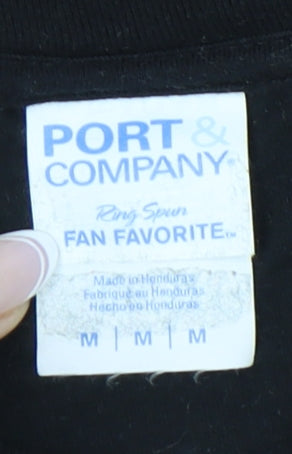 PORT &
COMPANY®
Ring Spun
FAN FAVORITE™
Made in Honduras
Fabriqué au Honduras
Hecho en Honduras
M | M | M